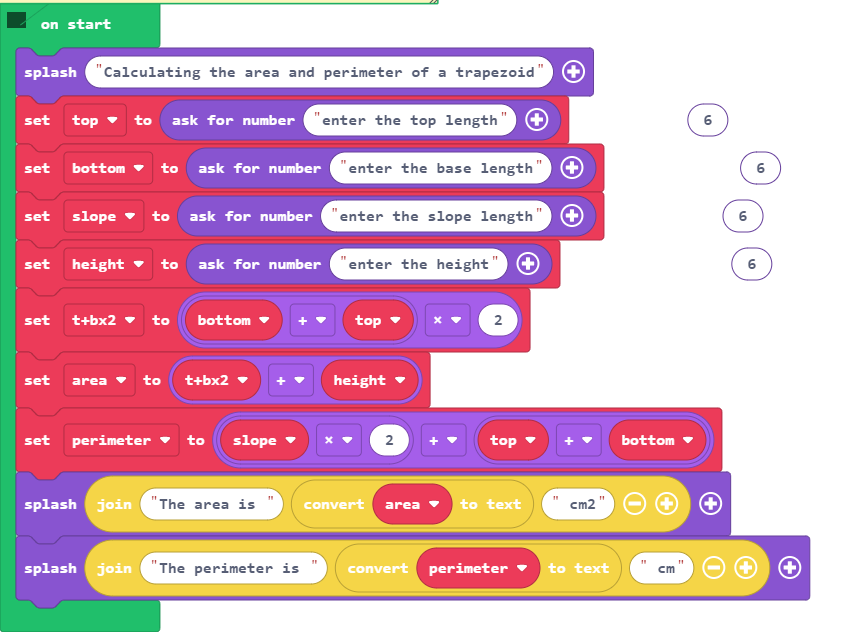 on start
splash "Calculating the area and perimeter of a trapezoid"
set top to ask for number "enter the top length" 6
set bottom to ask for number "enter the base length" 6
set slope to ask for number "enter the slope length" 6
set height to ask for number "enter the height" 6
set t+bx2 to bottom + top × 2
set area to t+bx2 + height
set perimeter to slope × 2 + top + bottom
splash join "The area is " convert area to text " cm2"
splash join "The perimeter is " convert perimeter to text " cm"